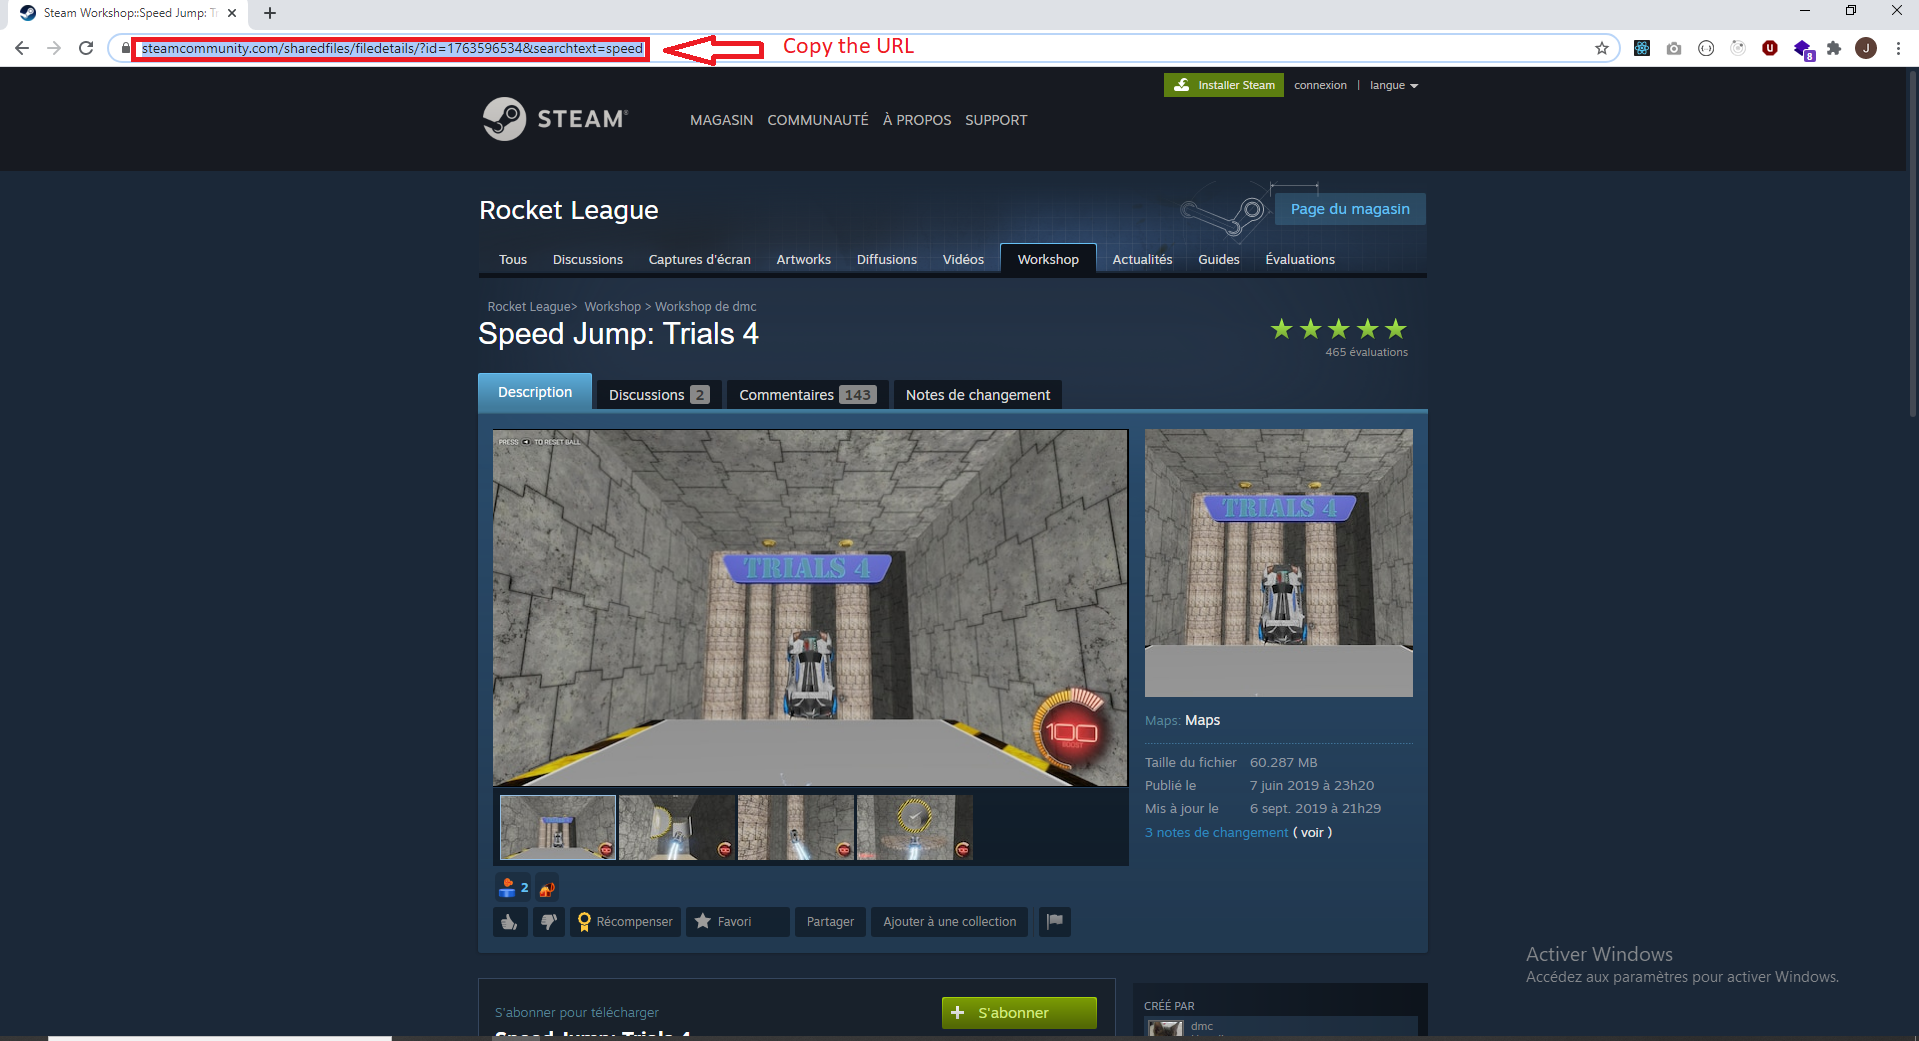 Steam Workshop::Speed Jump: Tr
steamcommunity.com/sharedfiles/filedetails/?id=1763596534&searchtext=speed
Copy the URL
8
J
Installer Steam
connexion | langue
STEAM
MAGASIN COMMUNAUTÉ À PROPOS SUPPORT
Rocket League
Page du magasin
Tous Discussions Captures d'écran Artworks Diffusions Vidéos Workshop Actualités Guides Évaluations
Rocket League> Workshop > Workshop de dmc
Speed Jump: Trials 4
465 évaluations
Description Discussions 2 Commentaires 143 Notes de changement
PRESS TO RESET BALL
TRIALS 4
100
BOOST
TRIALS 4
Maps: Maps
Taille du fichier 60.287 MB
Publié le 7 juin 2019 à 23h20
Mis à jour le 6 sept. 2019 à 21h29
3 notes de changement ( voir )
2
Récompenser Favori Partager Ajouter à une collection
Activer Windows
Accédez aux paramètres pour activer Windows.
S'abonner pour télécharger
Speed Jump: Trials 4
S'abonner
CRÉÉ PAR
dmc